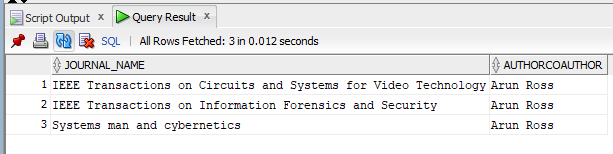 Script Output x Query Result x
SQL | All Rows Fetched: 3 in 0.012 seconds
JOURNAL_NAME AUTHORCOAUTHOR
1 IEEE Transactions on Circuits and Systems for Video Technology Arun Ross
2 IEEE Transactions on Information Forensics and Security Arun Ross
3 Systems man and cybernetics Arun Ross